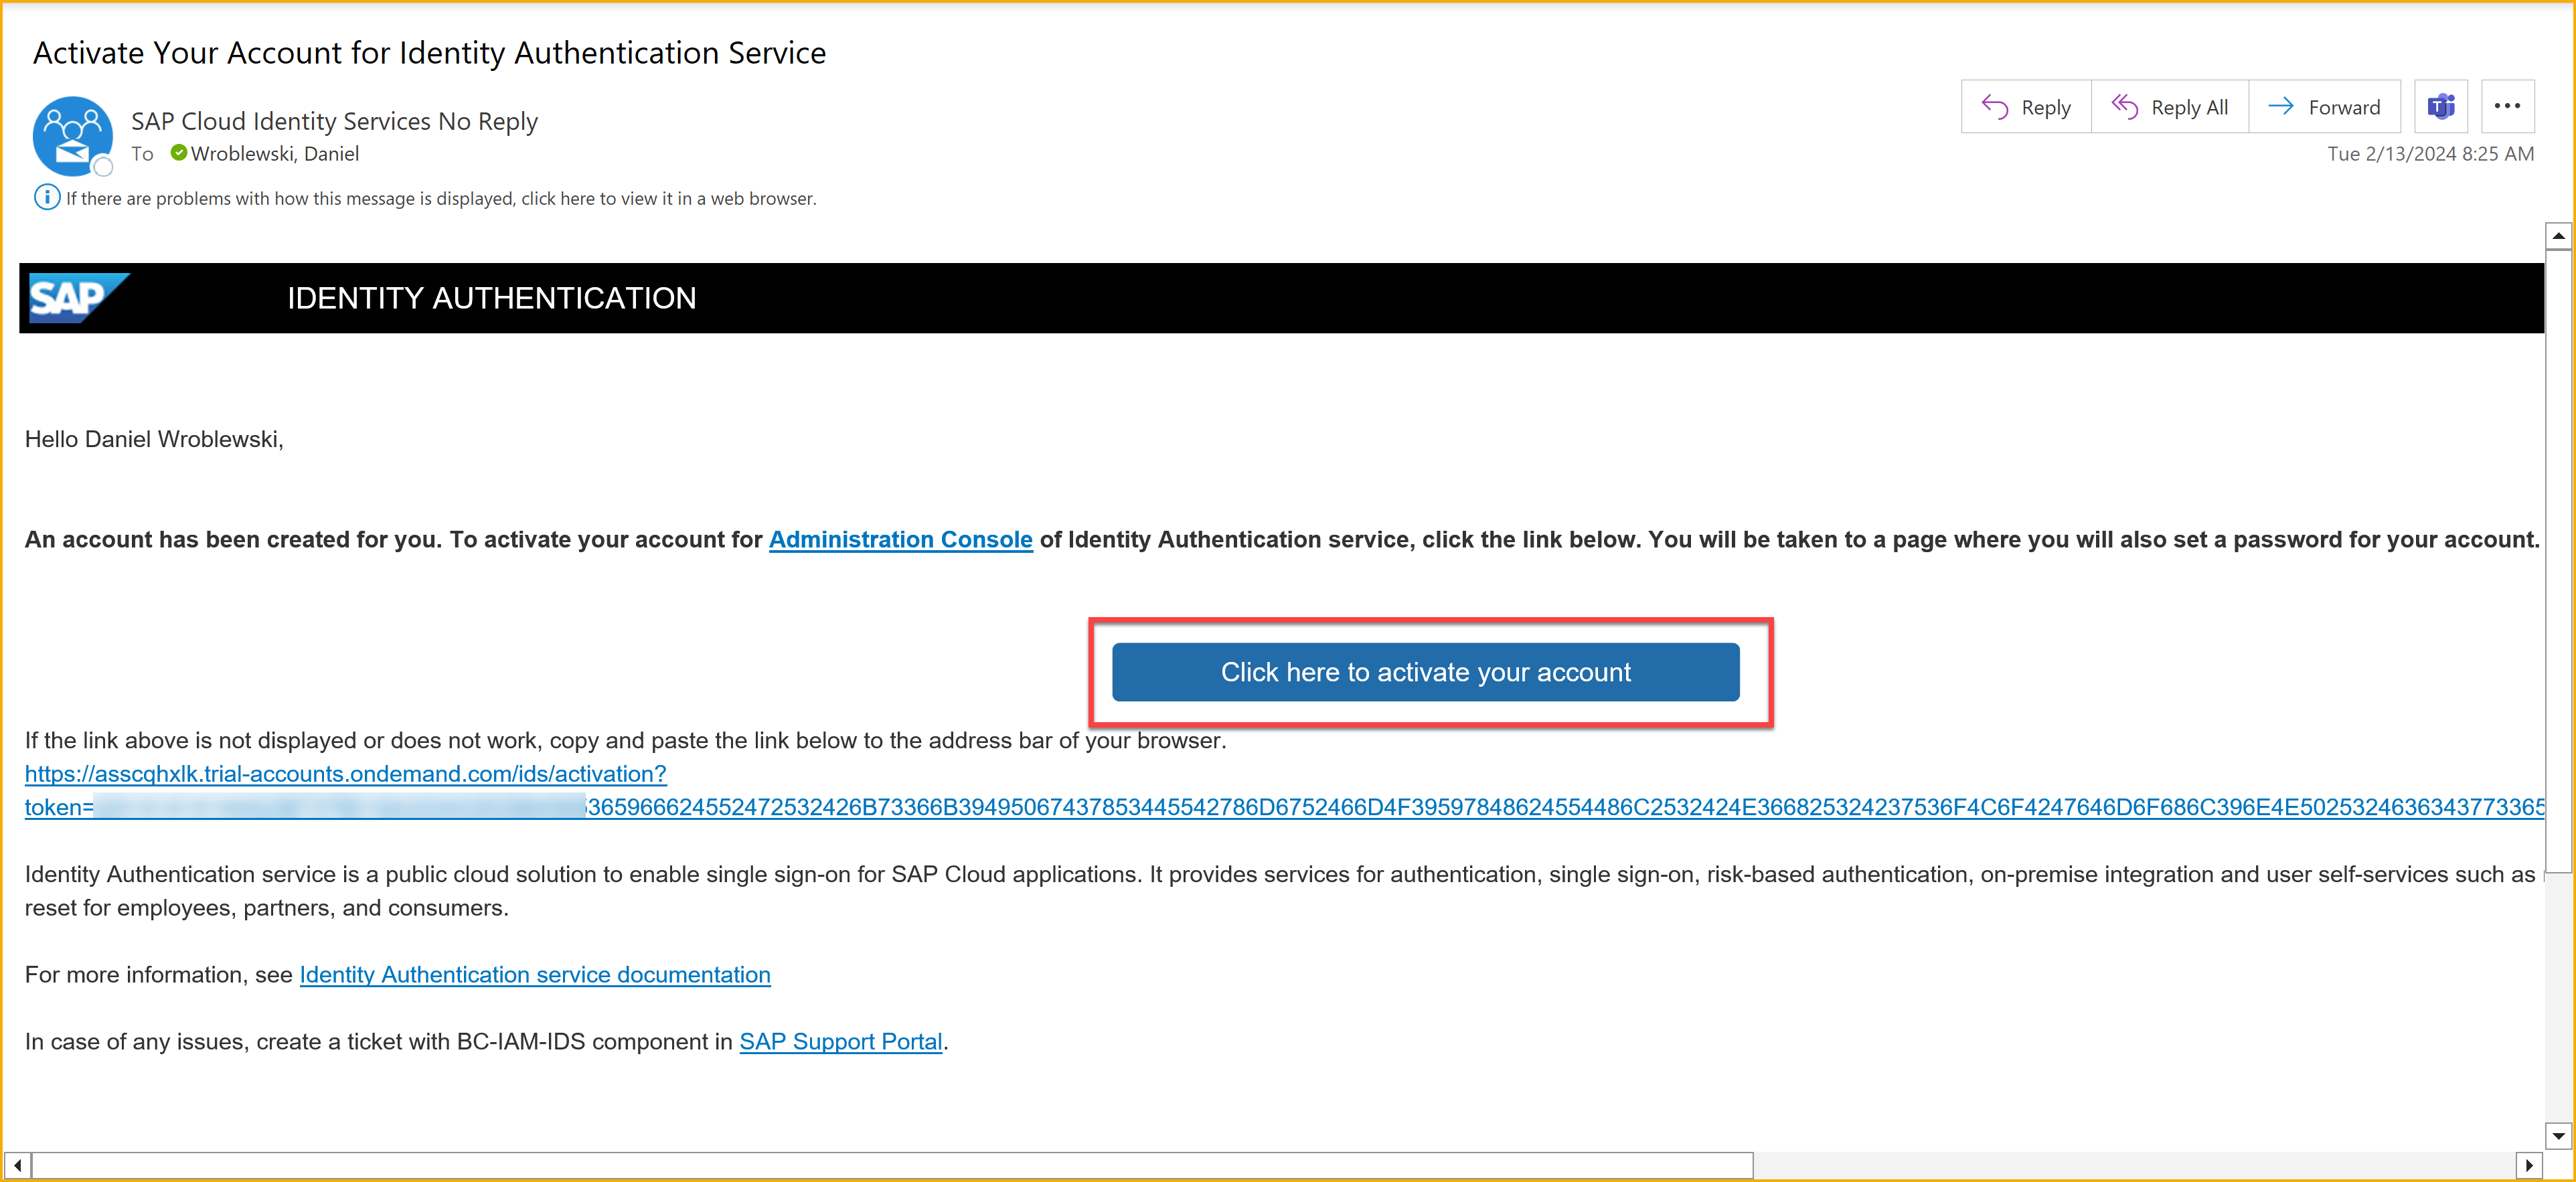 Activate Your Account for Identity Authentication Service
SAP Cloud Identity Services No Reply
To Wroblewski, Daniel
Reply
Reply All
Forward
Tue 2/13/2024 8:25 AM
If there are problems with how this message is displayed, click here to view it in a web browser.
SAP IDENTITY AUTHENTICATION
Hello Daniel Wroblewski,
An account has been created for you. To activate your account for Administration Console of Identity Authentication service, click the link below. You will be taken to a page where you will also set a password for your account.
Click here to activate your account
If the link above is not displayed or does not work, copy and paste the link below to the address bar of your browser.
https://asscqhxlk.trial-accounts.ondemand.com/ids/activation?
token= 3659666245524725324 26B73366B394950674378534455427 86D6752466D4F39597848624554486C2532424E366825324237536F4C6F4247646D6F686C396E4E50253246363437733 65
Identity Authentication service is a public cloud solution to enable single sign-on for SAP Cloud applications. It provides services for authentication, single sign-on, risk-based authentication, on-premise integration and user self-services such as
reset for employees, partners, and consumers.
For more information, see Identity Authentication service documentation
In case of any issues, create a ticket with BC-IAM-IDS component in SAP Support Portal.